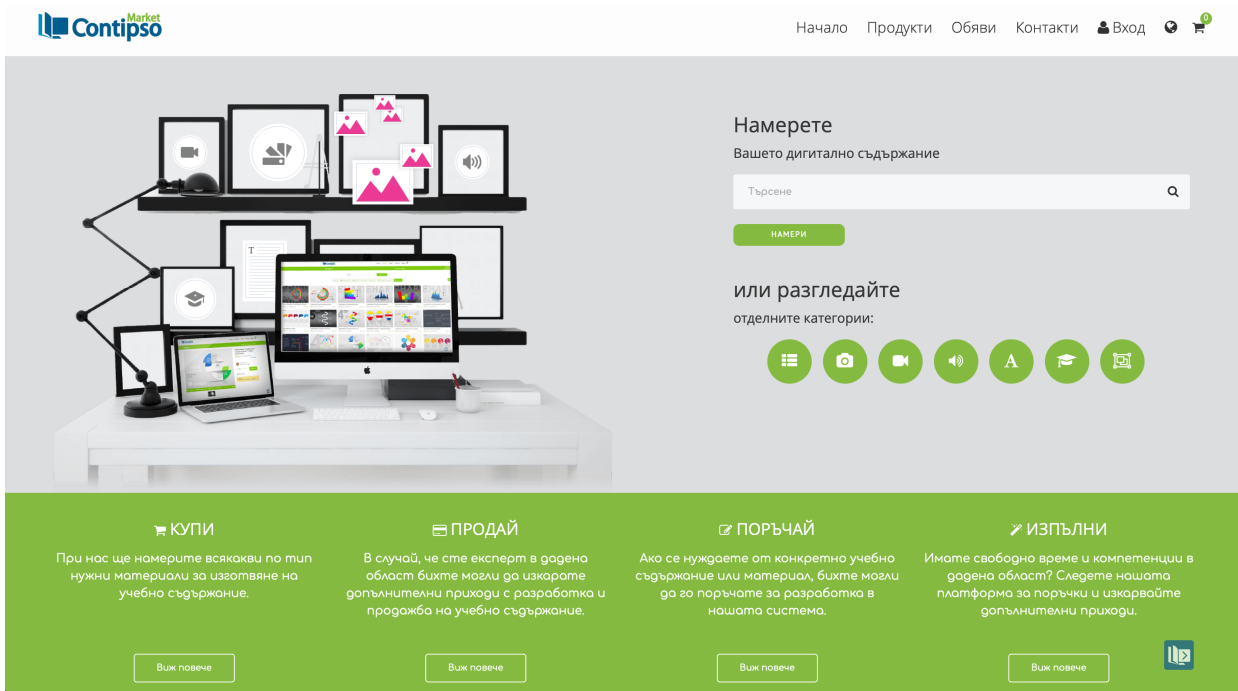 Market
Contipso
Начало Продукти Обяви Контакти Вход 0
Намерете
Вашето дигитално съдържание
Търсене
НАМЕРИ
или разгледайте
отделните категории:
T
A
КУПИ
При нас ще намерите всякакви по тип
нужни материали за изготвяне на
учебно съдържание.
Виж повече
ПРОДАЙ
В случай, че сте експерт в дадена
област бихте могли да изкарате
допълнителни приходи с разработка и
продажба на учебно съдържание.
Виж повече
ПОРЪЧАЙ
Ако се нуждаете от конкретно учебно
съдържание или материал, бихте могли
да го поръчате за разработка в
нашата система.
Виж повече
ИЗПЪЛНИ
Имате свободно време и компетенции в
дадена област? Следете нашата
платформа за поръчки и изкарвайте
допълнителни приходи.
Виж повече